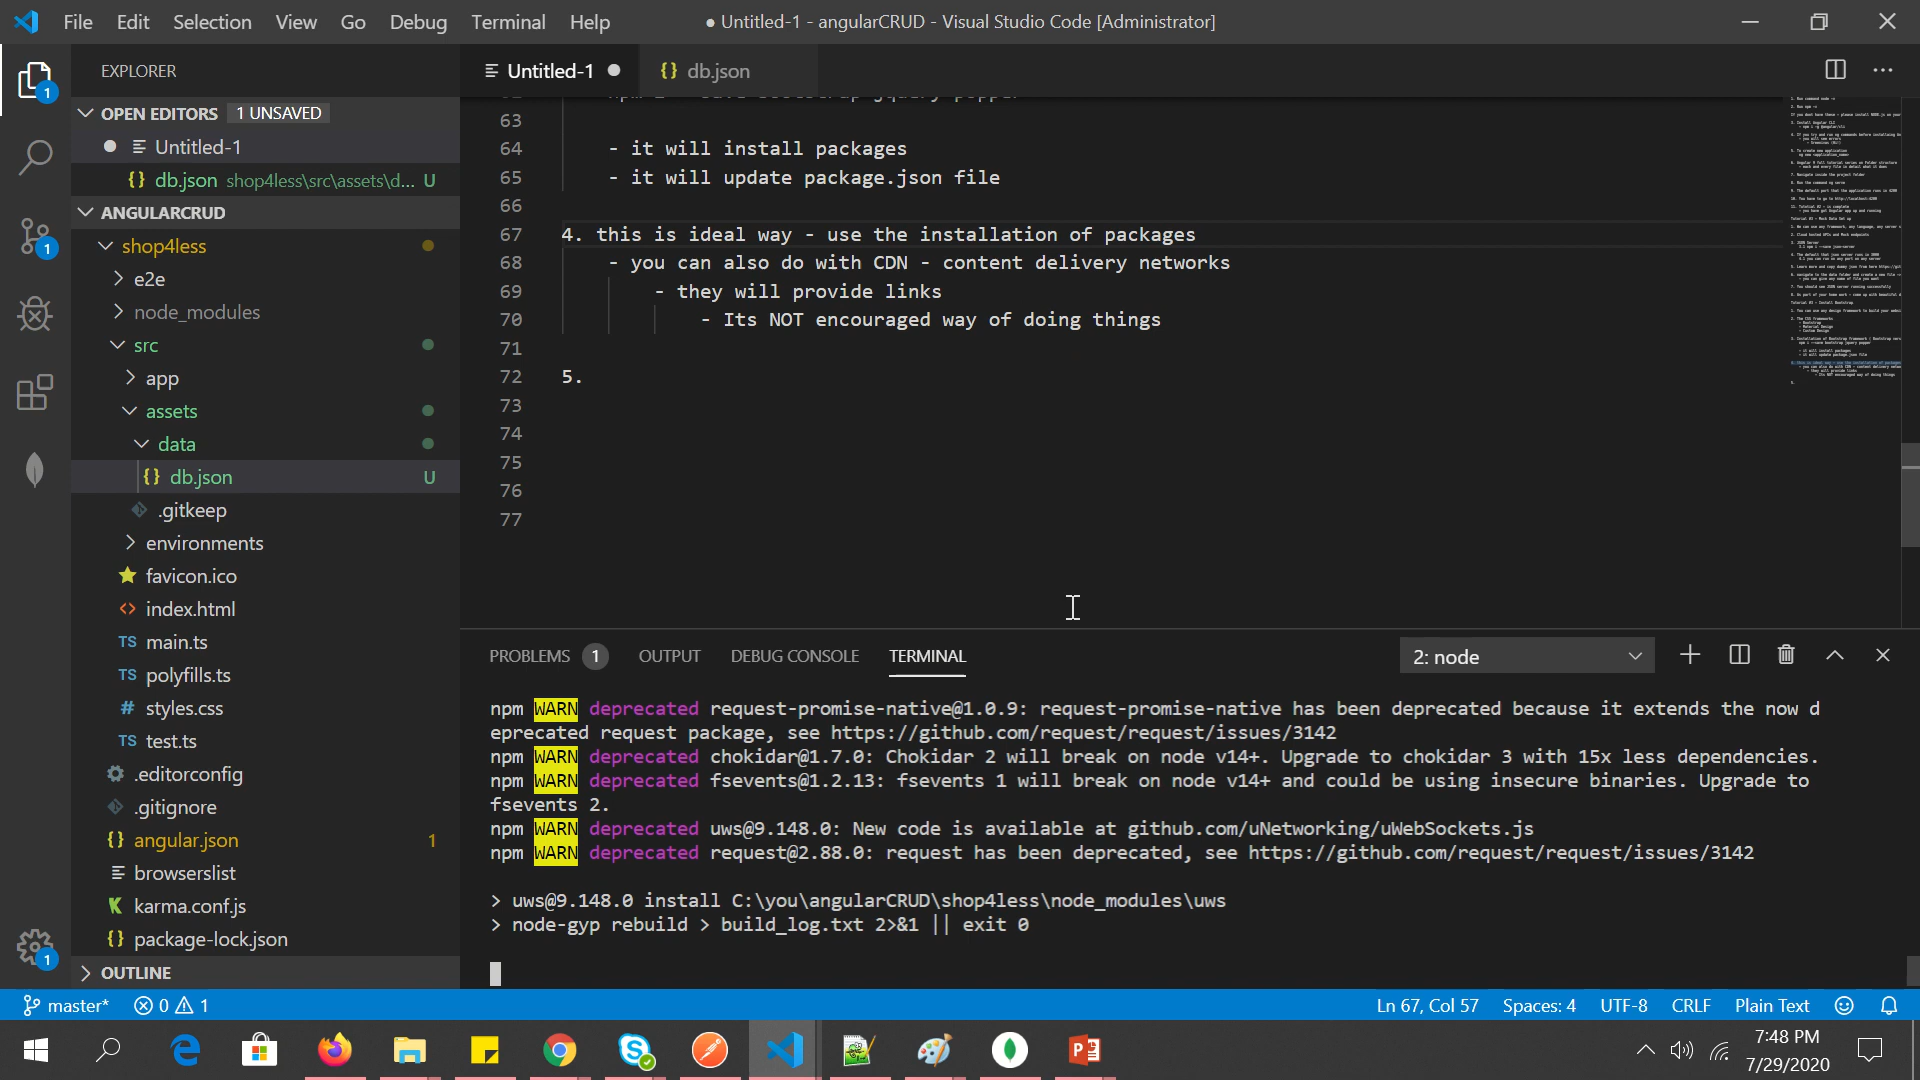 File Edit Selection View Go Debug Terminal Help
● Untitled-1 - angularCRUD - Visual Studio Code [Administrator]
EXPLORER
OPEN EDITORS 1 UNSAVED
Untitled-1
{} db.json shop4less\src\assets\d... U
ANGULARCRUD
shop4less
e2e
node_modules
src
app
assets
data
{} db.json U
.gitkeep
environments
favicon.ico
<> index.html
TS main.ts
TS polyfills.ts
# styles.css
TS test.ts
.editorconfig
.gitignore
{} angular.json 1
browserslist
karma.conf.js
{} package-lock.json
OUTLINE
1
1
1
Untitled-1
{} db.json
63
64 - it will install packages
65 - it will update package.json file
66
67 4. this is ideal way - use the installation of packages
68 - you can also do with CDN - content delivery networks
69 - they will provide links
70 - Its NOT encouraged way of doing things
71
72 5.
73
74
75
76
77
PROBLEMS 1 OUTPUT DEBUG CONSOLE TERMINAL
2: node
npm WARN deprecated request-promise-native@1.0.9: request-promise-native has been deprecated because it extends the now d
eprecated request package, see https://github.com/request/request/issues/3142
npm WARN deprecated chokidar@1.7.0: Chokidar 2 will break on node v14+. Upgrade to chokidar 3 with 15x less dependencies.
npm WARN deprecated fsevents@1.2.13: fsevents 1 will break on node v14+ and could be using insecure binaries. Upgrade to
fsevents 2.
npm WARN deprecated uws@9.148.0: New code is available at github.com/uNetworking/uWebSockets.js
npm WARN deprecated request@2.88.0: request has been deprecated, see https://github.com/request/request/issues/3142
> uws@9.148.0 install C:\you\angularCRUD\shop4less\node_modules\uws
> node-gyp rebuild > build_log.txt 2>&1 || exit 0
master* 0 1
Ln 67, Col 57 Spaces: 4 UTF-8 CRLF Plain Text
7:48 PM
7/29/2020